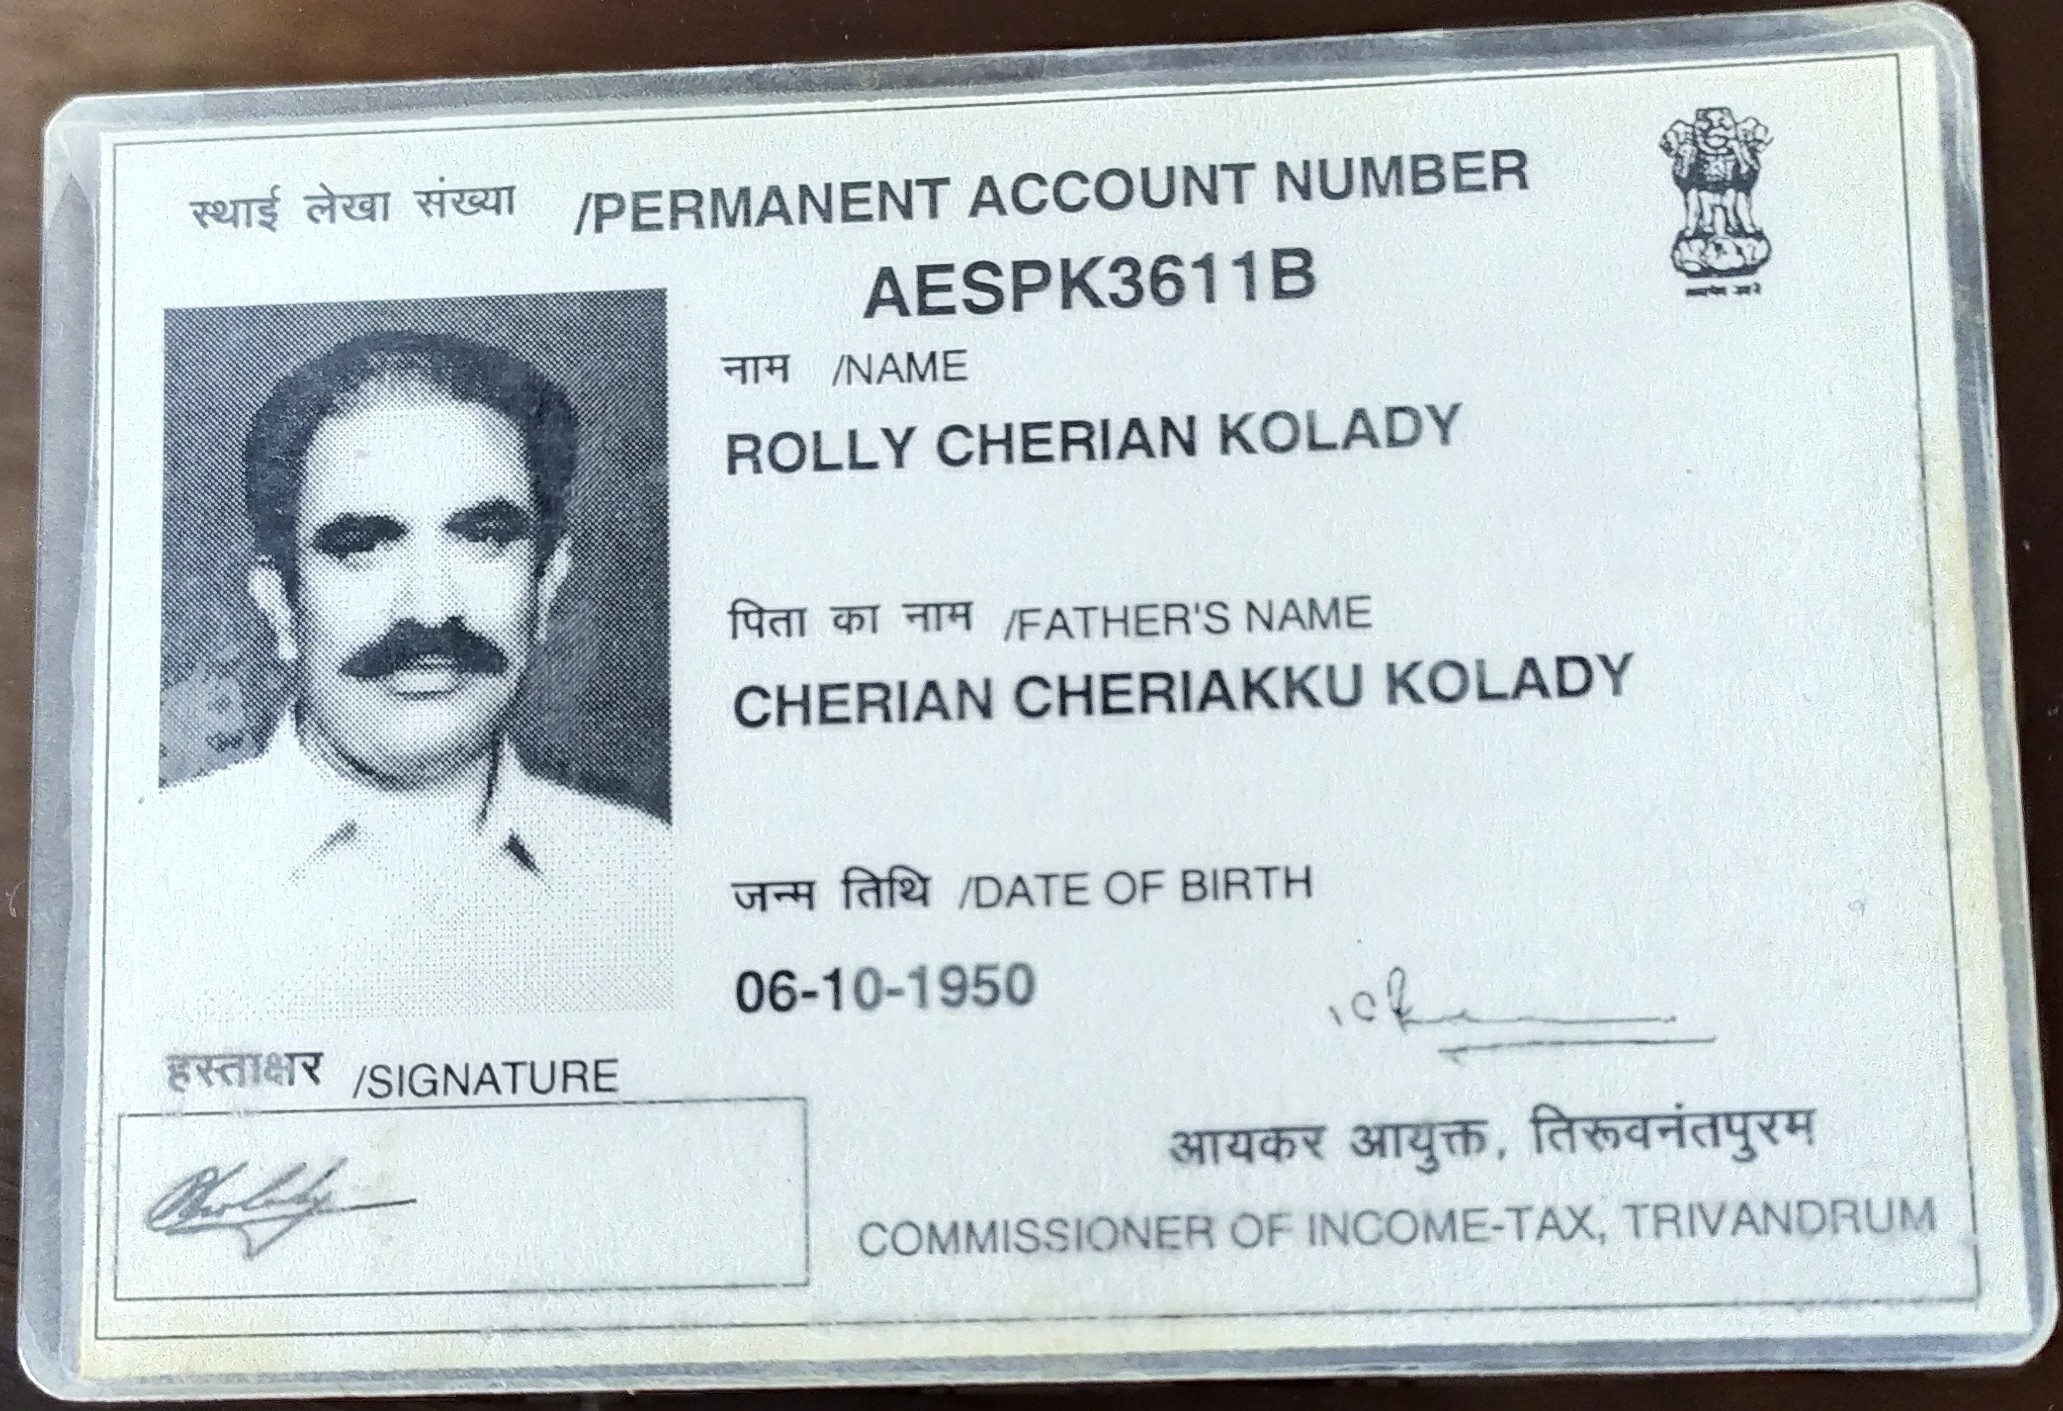 स्थाई लेखा संख्या /PERMANENT ACCOUNT NUMBER
AESPK3611B
नाम /NAME
ROLLY CHERIAN KOLADY
पिता का नाम /FATHER'S NAME
CHERIAN CHERIAKKU KOLADY
जन्म तिथि /DATE OF BIRTH
06-10-1950
हस्ताक्षर /SIGNATURE
आयकर आयुक्त, तिरूवनंतपुरम
COMMISSIONER OF INCOME-TAX, TRIVANDRUM